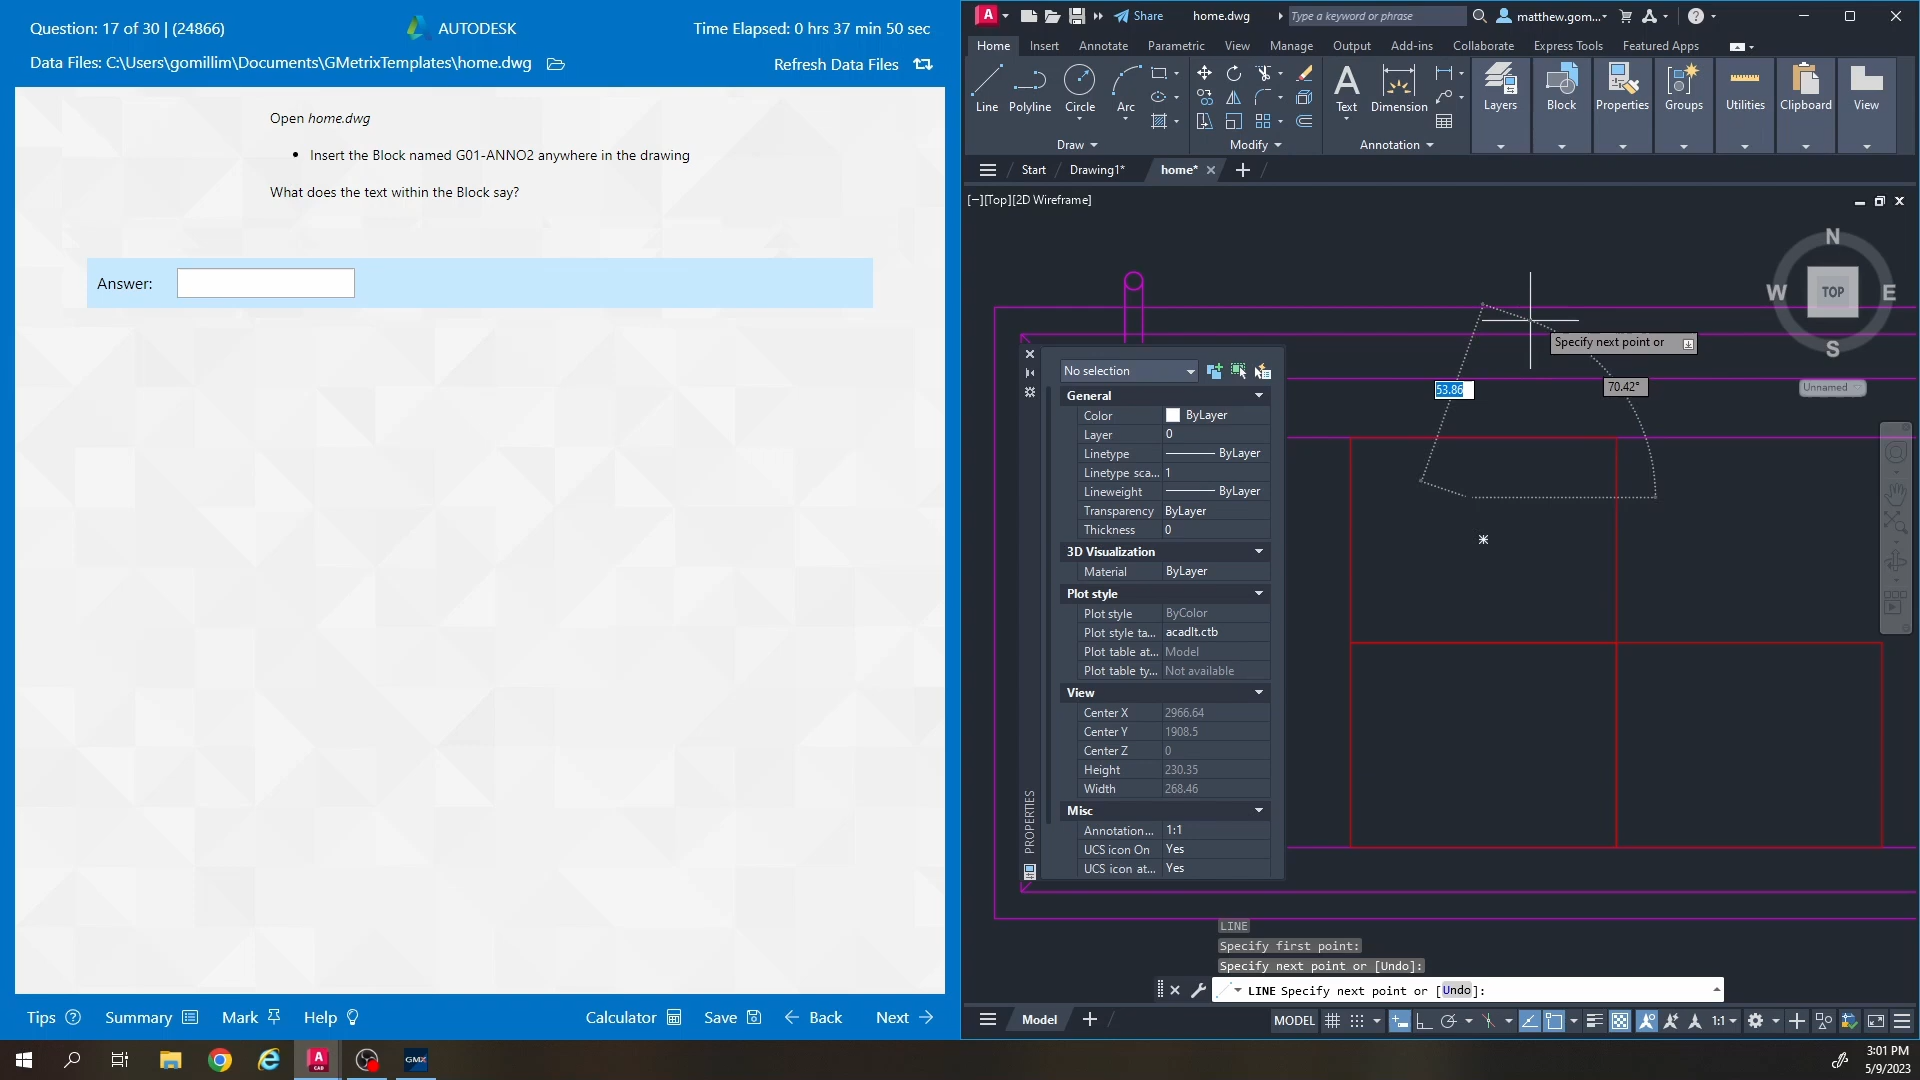 Question: 17 of 30 | (24866)
AUTODESK
Time Elapsed: 0 hrs 37 min 50 sec
Data Files: C:\Users\gomillim\Documents\GMetrixTemplates\home.dwg
Refresh Data Files
Open home.dwg
• Insert the Block named G01-ANNO2 anywhere in the drawing
What does the text within the Block say?
Answer:
Tips
Summary
Mark
Help
Calculator
Save
Back
Next
A
CAD
Share
home.dwg
Type a keyword or phrase
matthew.gom...
Home Insert Annotate Parametric View Manage Output Add-ins Collaborate Express Tools Featured Apps
Line Polyline Circle Arc
Text Dimension
Layers Block Properties Groups Utilities Clipboard View
Draw Modify Annotation
Start Drawing1* home*
[−][Top][2D Wireframe]
N
W TOP E
S
Unnamed
Specify next point or
53.86
70.42°
No selection
General
Color ByLayer
Layer 0
Linetype ByLayer
Linetype sca... 1
Lineweight ByLayer
Transparency ByLayer
Thickness 0
3D Visualization
Material ByLayer
Plot style
Plot style ByColor
Plot style ta... acadlt.ctb
Plot table at... Model
Plot table ty... Not available
View
Center X 2966.64
Center Y 1908.5
Center Z 0
Height 230.35
Width 268.46
Misc
Annotation... 1:1
UCS icon On Yes
UCS icon at... Yes
PROPERTIES
LINE
Specify first point:
Specify next point or [Undo]:
LINE Specify next point or [Undo]:
Model
MODEL
1:1
A
CAD
GMX
3:01 PM
5/9/2023